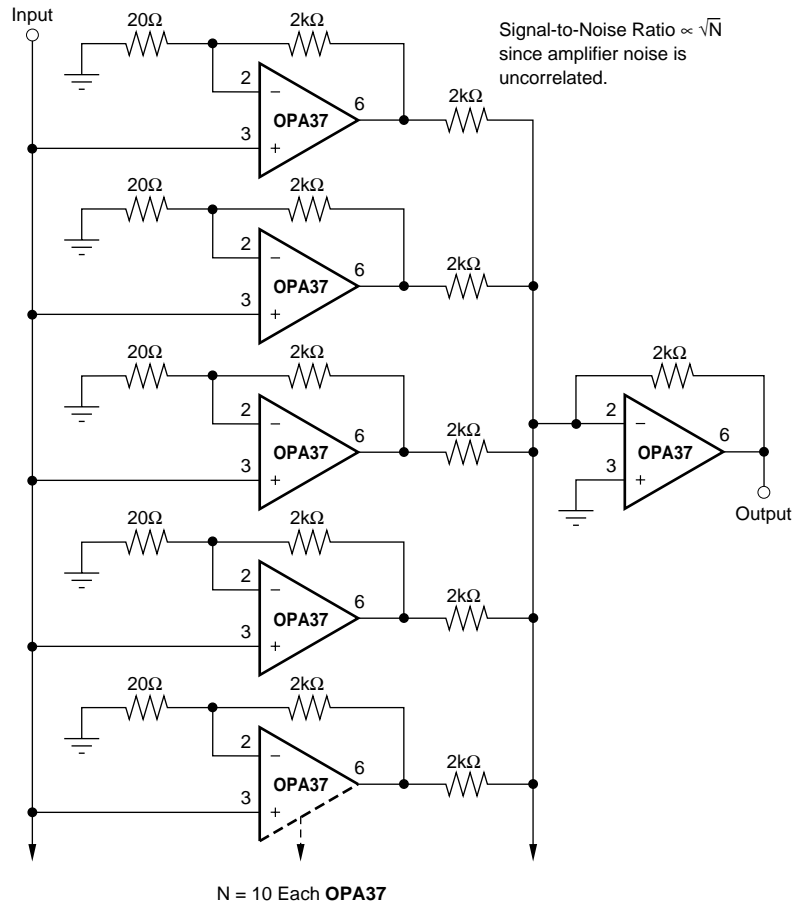 Input
20Ω
2kΩ
Signal-to-Noise Ratio ∝ √N
since amplifier noise is
uncorrelated.
2
−
OPA37
6
3
+
2kΩ
20Ω
2kΩ
2
−
OPA37
6
3
+
2kΩ
20Ω
2kΩ
2
−
OPA37
6
3
+
2kΩ
2kΩ
2
−
OPA37
6
3
+
Output
20Ω
2kΩ
2
−
OPA37
6
3
+
2kΩ
20Ω
2kΩ
2
−
OPA37
6
3
+
2kΩ
N = 10 Each OPA37